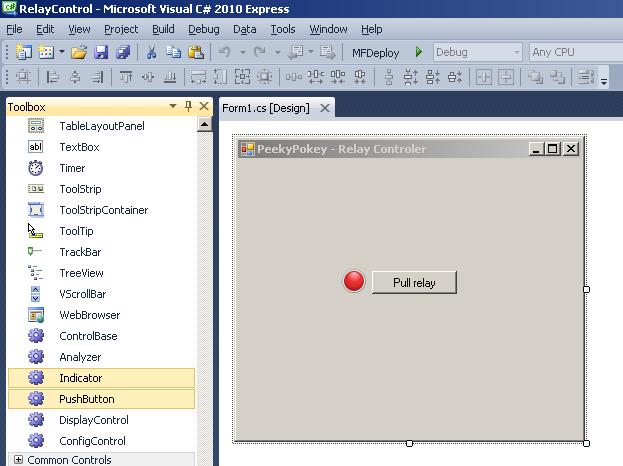 RelayControl - Microsoft Visual C# 2010 Express
File Edit View Project Build Debug Data Tools Window Help
MFDeploy Debug Any CPU
Toolbox
Form1.cs [Design]
TableLayoutPanel
abl TextBox
Timer
ToolStrip
ToolStripContainer
ToolTip
TrackBar
TreeView
VScrollBar
WebBrowser
ControlBase
Analyzer
Indicator
PushButton
DisplayControl
ConfigControl
Common Controls
PeekyPokey - Relay Controler
Pull relay